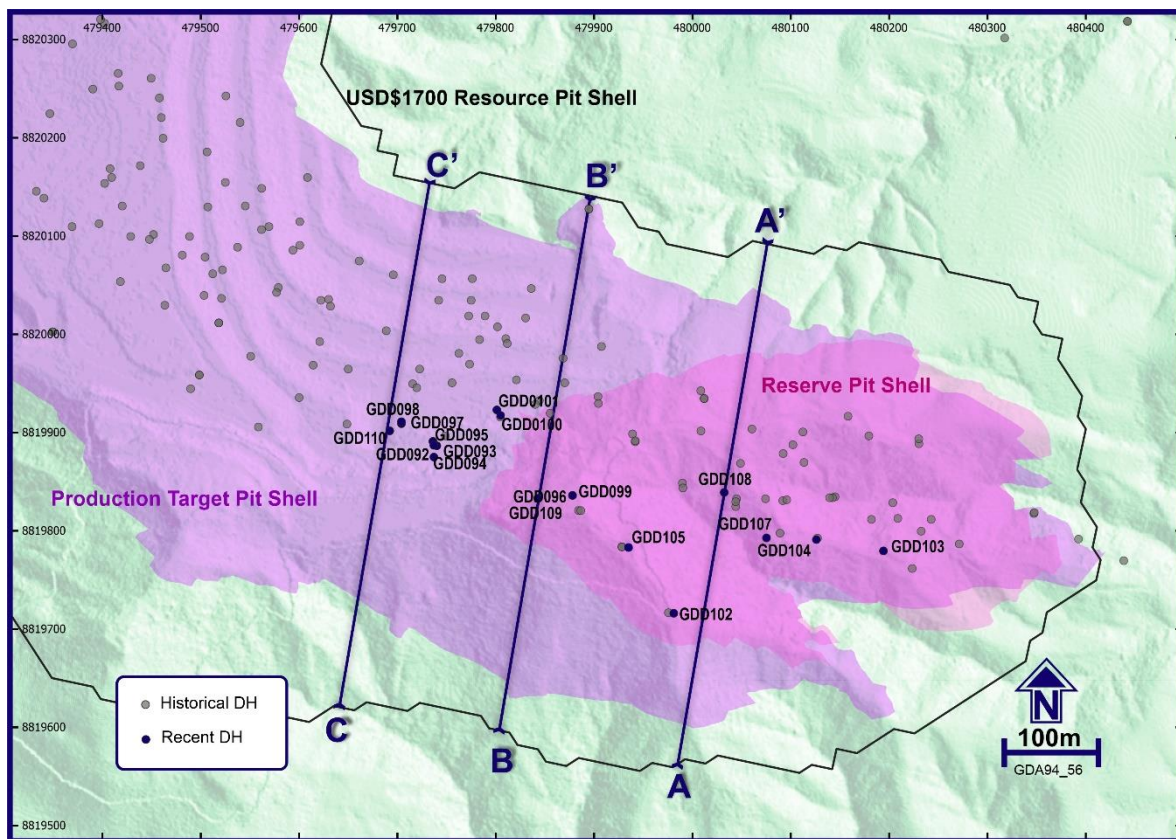 479400 479500 479600 479700 479800 479900 480000 480100 480200 480300 480400
8820300
USD$1700 Resource Pit Shell
8820200
C'
B'
8820100
A'
8820000
Reserve Pit Shell
GDD0101
GDD098
GDD097
GDD0100
8819900
GDD110
GDD095
GDD092
GDD093
GDD094
GDD108
Production Target Pit Shell
GDD096
GDD099
8819800
GDD109
GDD107
GDD105
GDD104
GDD103
8819700
GDD102
Historical DH
Recent DH
N
100m
GDA94_56
8819600
C
B
A
8819500